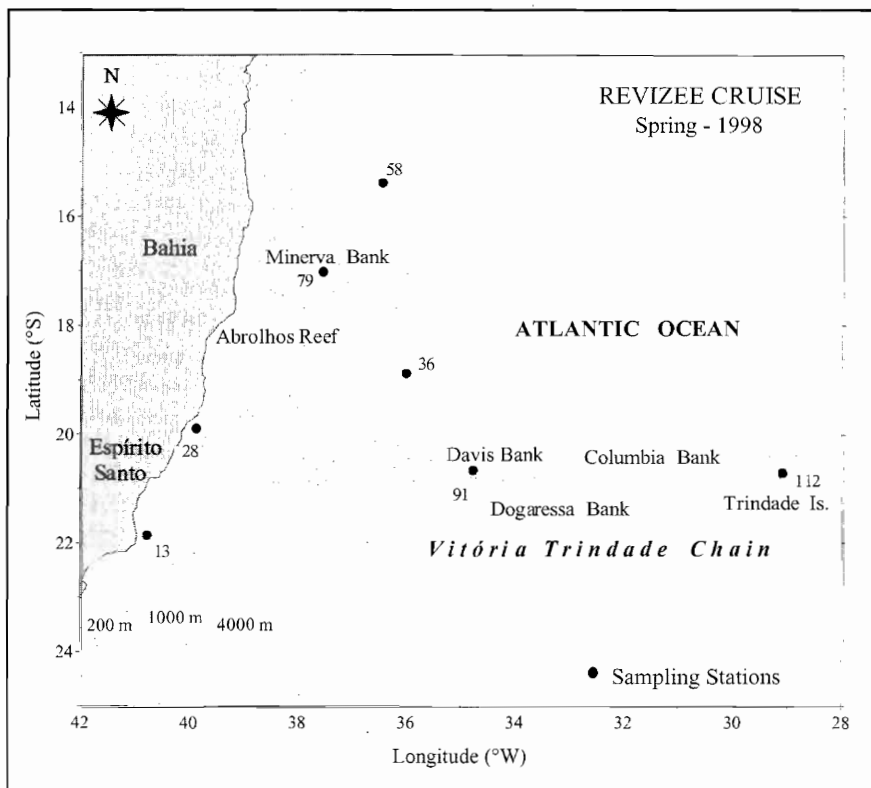 N
REVIZEE CRUISE
Spring - 1998
14
58
16
Bahia
Minerva Bank
79
Abrolhos Reef
18
ATLANTIC OCEAN
36
Latitude (°S)
20
28
Espírito
Santo
Davis Bank
Columbia Bank
91
112
Dogaressa Bank
Trindade Is.
22
13
Vitória Trindade Chain
200 m
1000 m
4000 m
24
Sampling Stations
42
40
38
36
34
32
30
28
Longitude (°W)